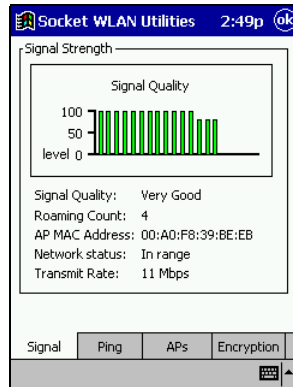 Socket WLAN Utilities 2:49p ok
Signal Strength
Signal Quality
100
50
level 0
Signal Quality: Very Good
Roaming Count: 4
AP MAC Address: 00:A0:F8:39:BE:EB
Network status: In range
Transmit Rate: 11 Mbps
Signal Ping APs Encryption